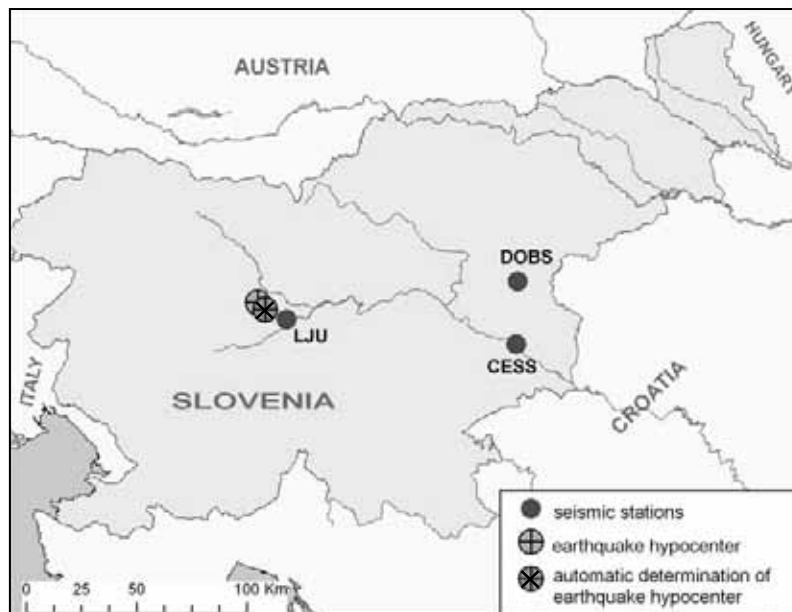 AUSTRIA
HUNGARY
DOBS
LJU
CESS
ITALY
SLOVENIA
CROATIA
seismic stations
earthquake hypocenter
automatic determination of
earthquake hypocenter
0 25 50 100 Km